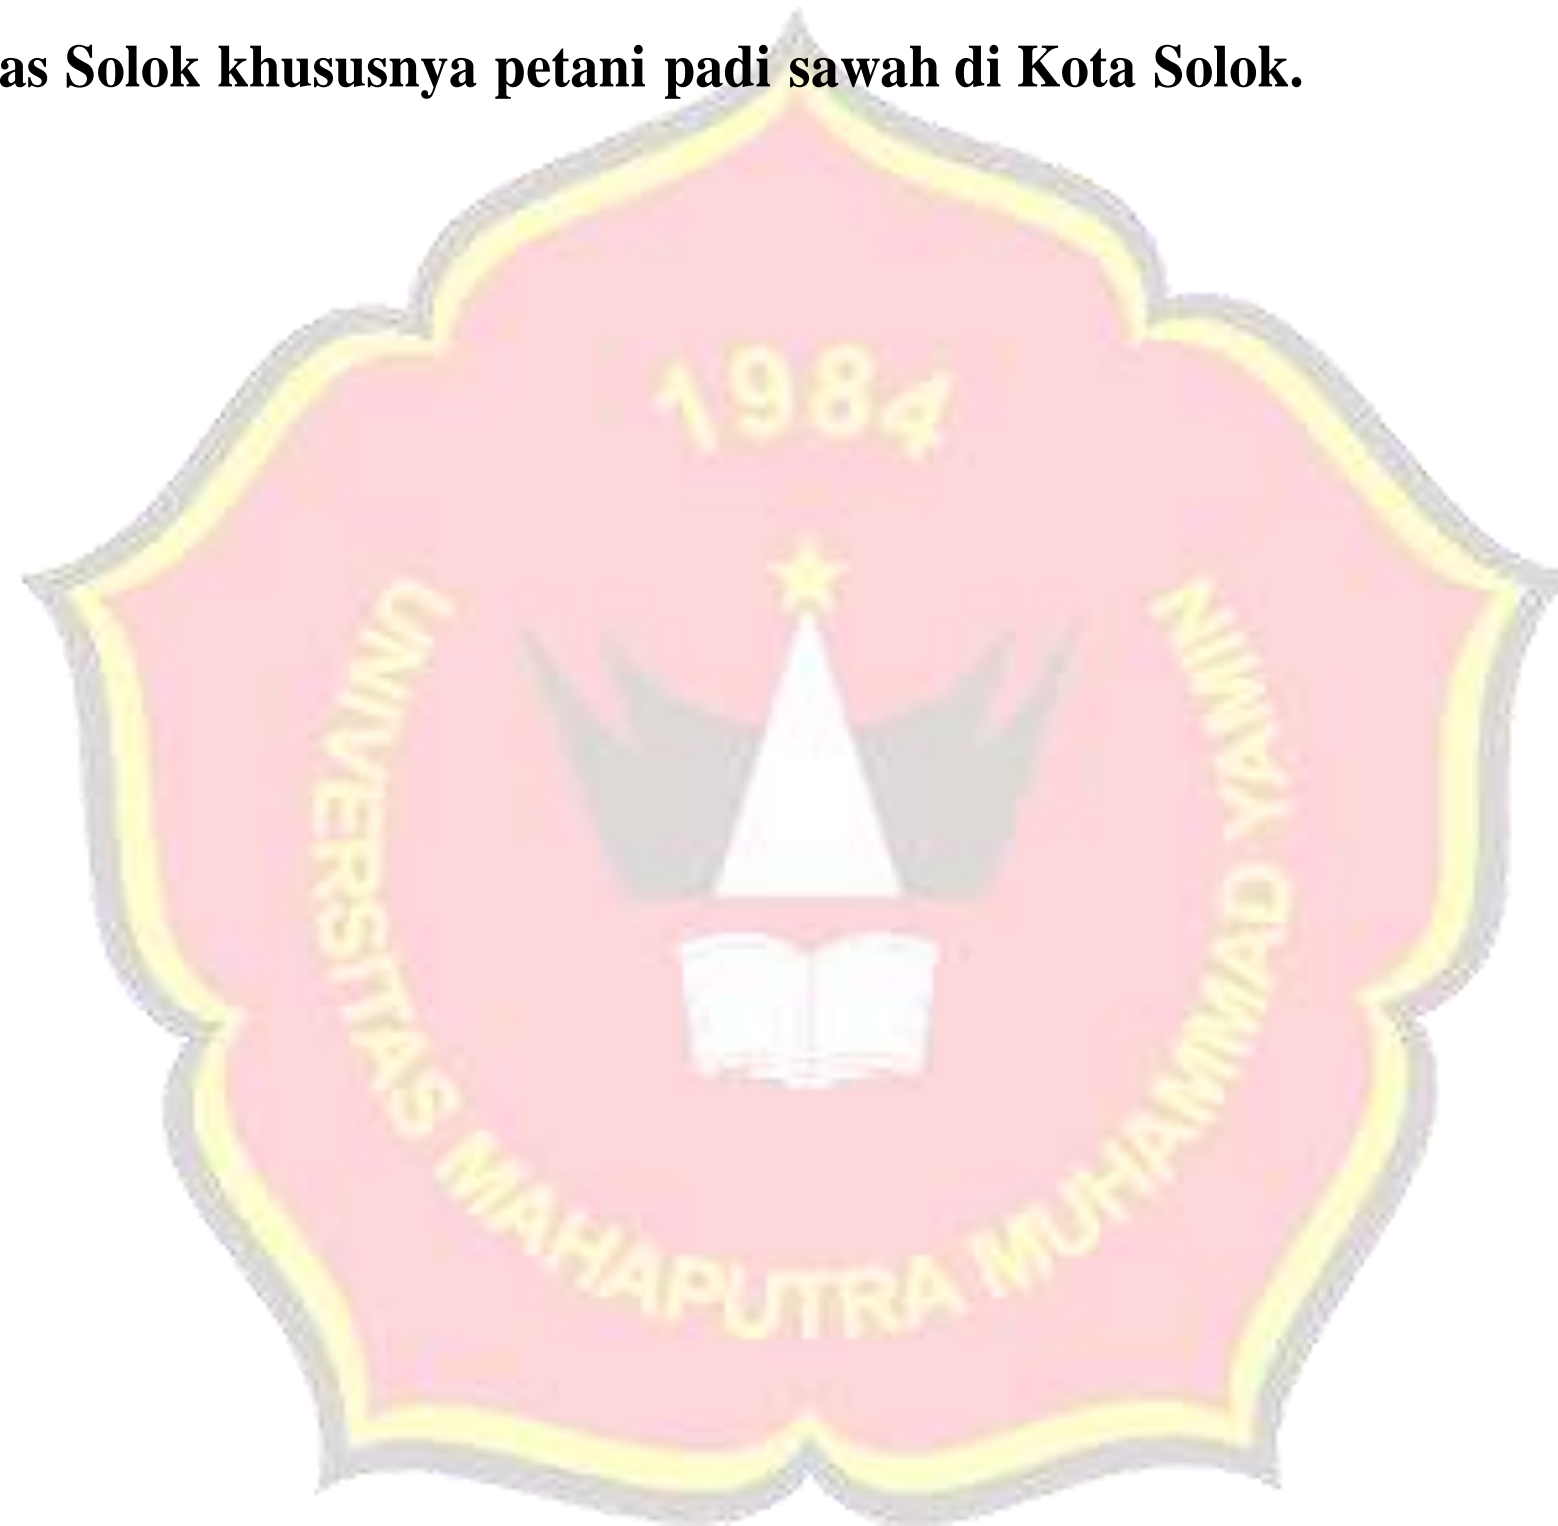 as Solok khususnya petani padi sawah di Kota Solok.
1984
UNIVERSITAS MAHAPUTRA MUHAMMAD YAMIN